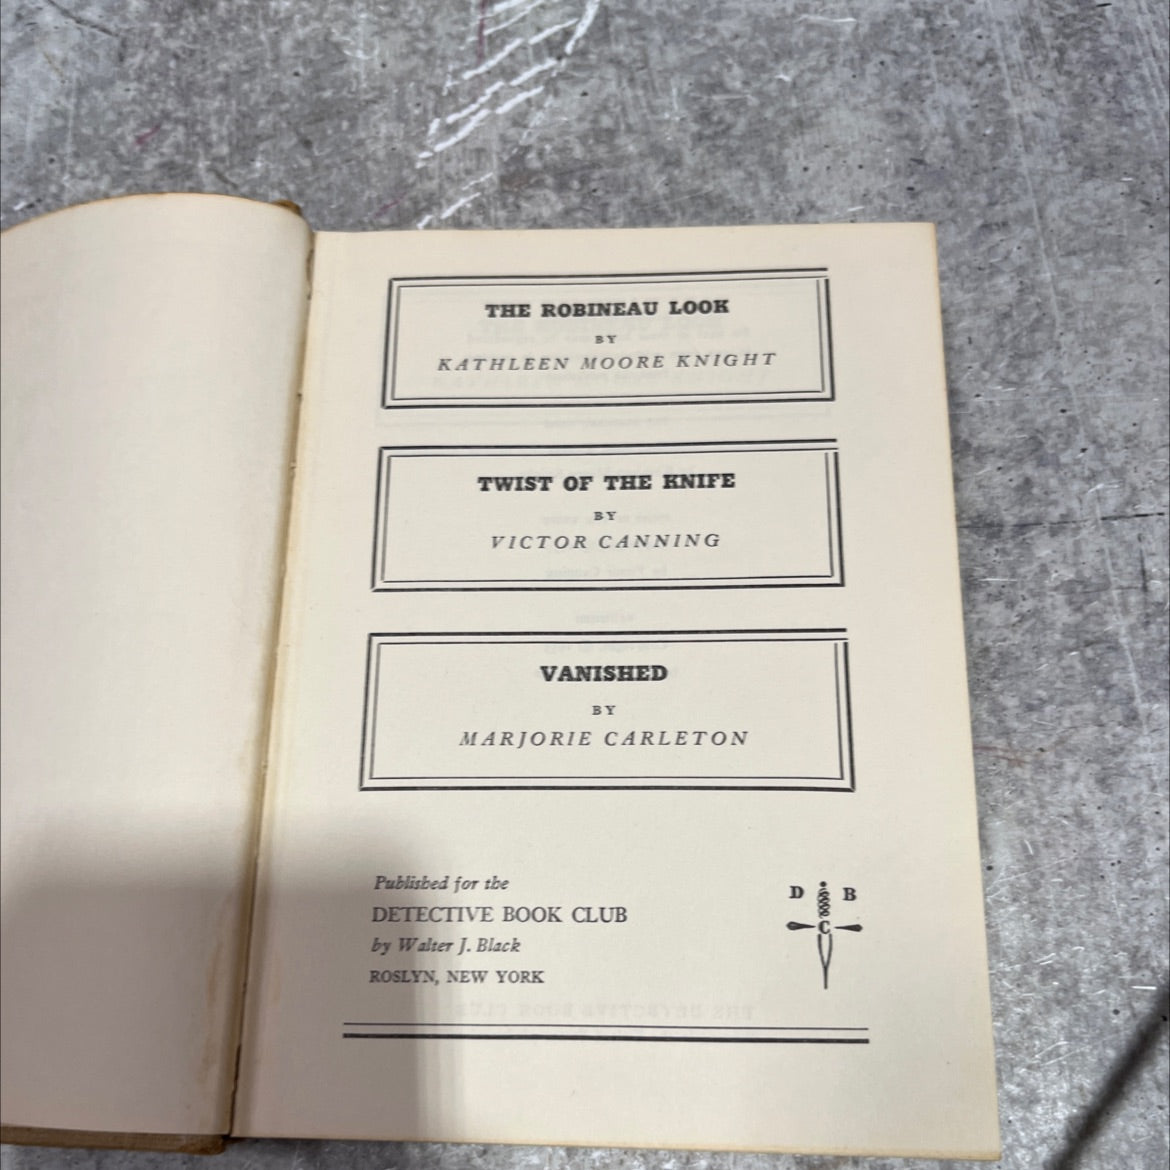 THE ROBINEAU LOOK
BY
KATHLEEN MOORE KNIGHT
TWIST OF THE KNIFE
BY
VICTOR CANNING
VANISHED
BY
MARJORIE CARLETON
Published for the
DETECTIVE BOOK CLUB
by Walter J. Black
ROSLYN, NEW YORK
D B
C